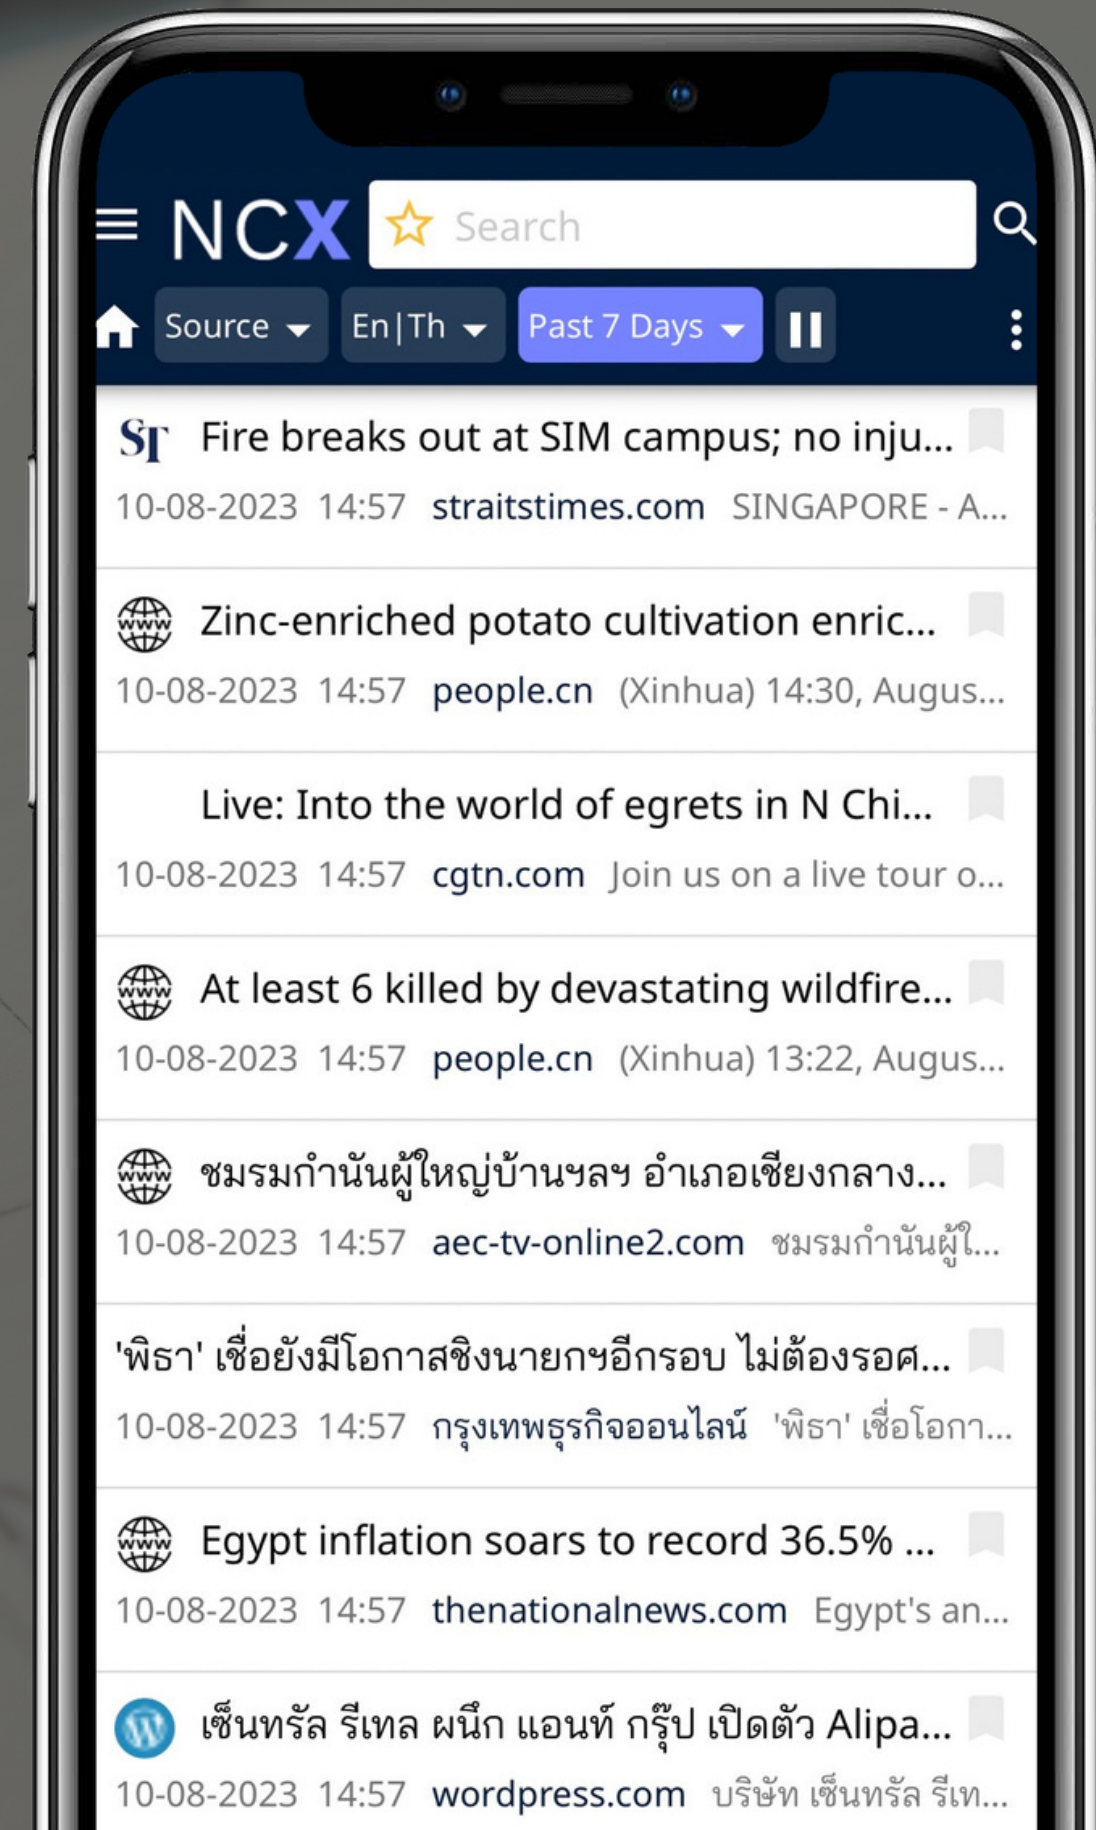 NCX Search
Source En|Th Past 7 Days
ST Fire breaks out at SIM campus; no inju...
10-08-2023 14:57 straitstimes.com SINGAPORE - A...
www Zinc-enriched potato cultivation enric...
10-08-2023 14:57 people.cn (Xinhua) 14:30, Augus...
Live: Into the world of egrets in N Chi...
10-08-2023 14:57 cgtn.com Join us on a live tour o...
www At least 6 killed by devastating wildfire...
10-08-2023 14:57 people.cn (Xinhua) 13:22, Augus...
www ชมรมกำนันผู้ใหญ่บ้านฯลฯ อำเภอเชียงกลาง...
10-08-2023 14:57 aec-tv-online2.com ชมรมกำนันผู้ใ...
'พิธา' เชื่อยังมีโอกาสชิงนายกฯอีกรอบ ไม่ต้องรอศ...
10-08-2023 14:57 กรุงเทพธุรกิจออนไลน์ 'พิธา' เชื่อโอกา...
www Egypt inflation soars to record 36.5% ...
10-08-2023 14:57 thenationalnews.com Egypt's an...
W เซ็นทรัล รีเทล ผนึก แอนท์ กรุ๊ป เปิดตัว Alipa...
10-08-2023 14:57 wordpress.com บริษัท เซ็นทรัล รีเท...